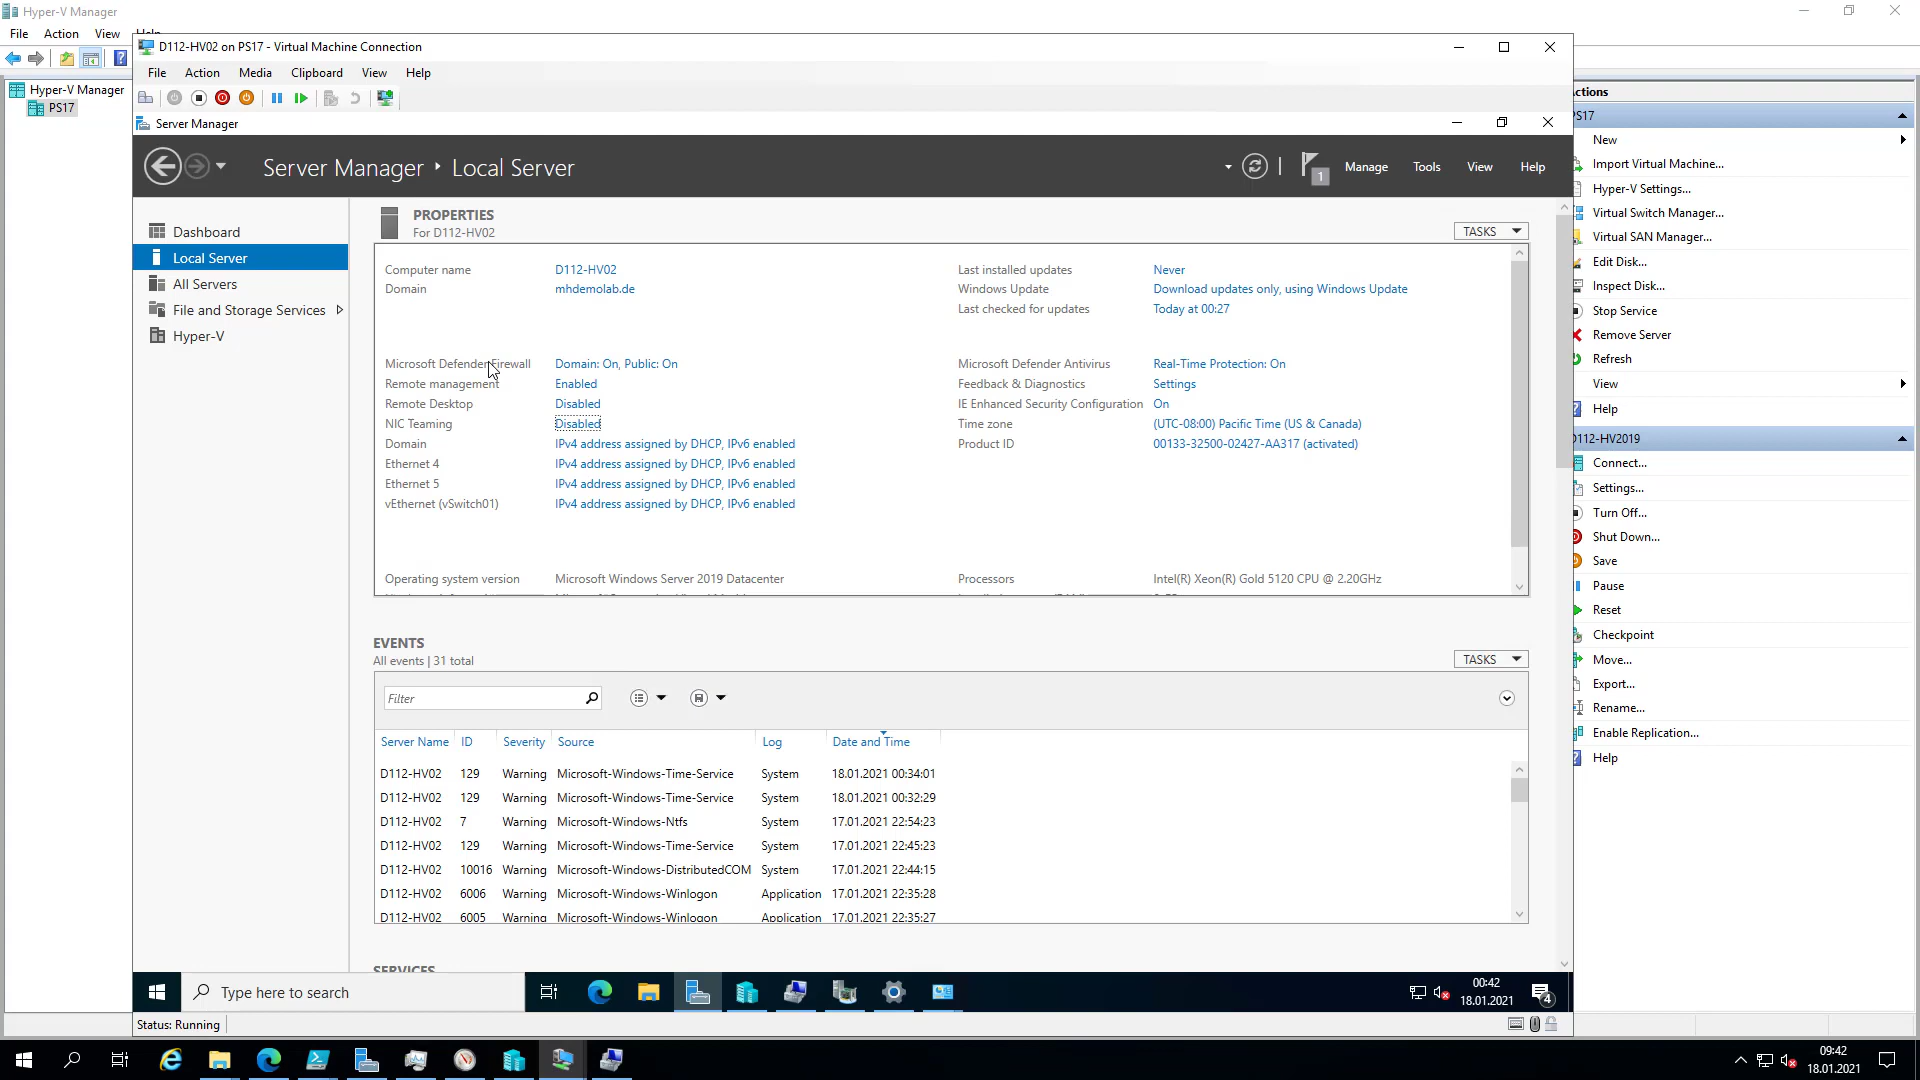 Hyper-V Manager
File Action View Help
D112-HV02 on PS17 - Virtual Machine Connection
File Action Media Clipboard View Help
Hyper-V Manager
PS17
Server Manager
Server Manager Local Server
1
Manage Tools View Help
Dashboard
Local Server
All Servers
File and Storage Services
Hyper-V
PROPERTIES
For D112-HV02
TASKS
Computer name D112-HV02
Domain mhdemolab.de
Last installed updates Never
Windows Update Download updates only, using Windows Update
Last checked for updates Today at 00:27
Microsoft Defender Firewall Domain: On, Public: On
Remote management Enabled
Remote Desktop Disabled
NIC Teaming Disabled
Domain IPv4 address assigned by DHCP, IPv6 enabled
Ethernet 4 IPv4 address assigned by DHCP, IPv6 enabled
Ethernet 5 IPv4 address assigned by DHCP, IPv6 enabled
vEthernet (vSwitch01) IPv4 address assigned by DHCP, IPv6 enabled
Microsoft Defender Antivirus Real-Time Protection: On
Feedback & Diagnostics Settings
IE Enhanced Security Configuration On
Time zone (UTC-08:00) Pacific Time (US & Canada)
Product ID 00133-32500-02427-AA317 (activated)
Operating system version Microsoft Windows Server 2019 Datacenter
Processors Intel(R) Xeon(R) Gold 5120 CPU @ 2.20GHz
EVENTS
All events | 31 total
TASKS
Filter
Server Name ID Severity Source Log Date and Time
D112-HV02 129 Warning Microsoft-Windows-Time-Service System 18.01.2021 00:34:01
D112-HV02 129 Warning Microsoft-Windows-Time-Service System 18.01.2021 00:32:29
D112-HV02 7 Warning Microsoft-Windows-Ntfs System 17.01.2021 22:54:23
D112-HV02 129 Warning Microsoft-Windows-Time-Service System 17.01.2021 22:45:23
D112-HV02 10016 Warning Microsoft-Windows-DistributedCOM System 17.01.2021 22:44:15
D112-HV02 6006 Warning Microsoft-Windows-Winlogon Application 17.01.2021 22:35:28
D112-HV02 6005 Warning Microsoft-Windows-Winlogon Application 17.01.2021 22:35:27
SERVICES
Type here to search
00:42
18.01.2021
4
Status: Running
Actions
PS17
New
Import Virtual Machine...
Hyper-V Settings...
Virtual Switch Manager...
Virtual SAN Manager...
Edit Disk...
Inspect Disk...
Stop Service
Remove Server
Refresh
View
Help
D112-HV2019
Connect...
Settings...
Turn Off...
Shut Down...
Save
Pause
Reset
Checkpoint
Move...
Export...
Rename...
Enable Replication...
Help
09:42
18.01.2021